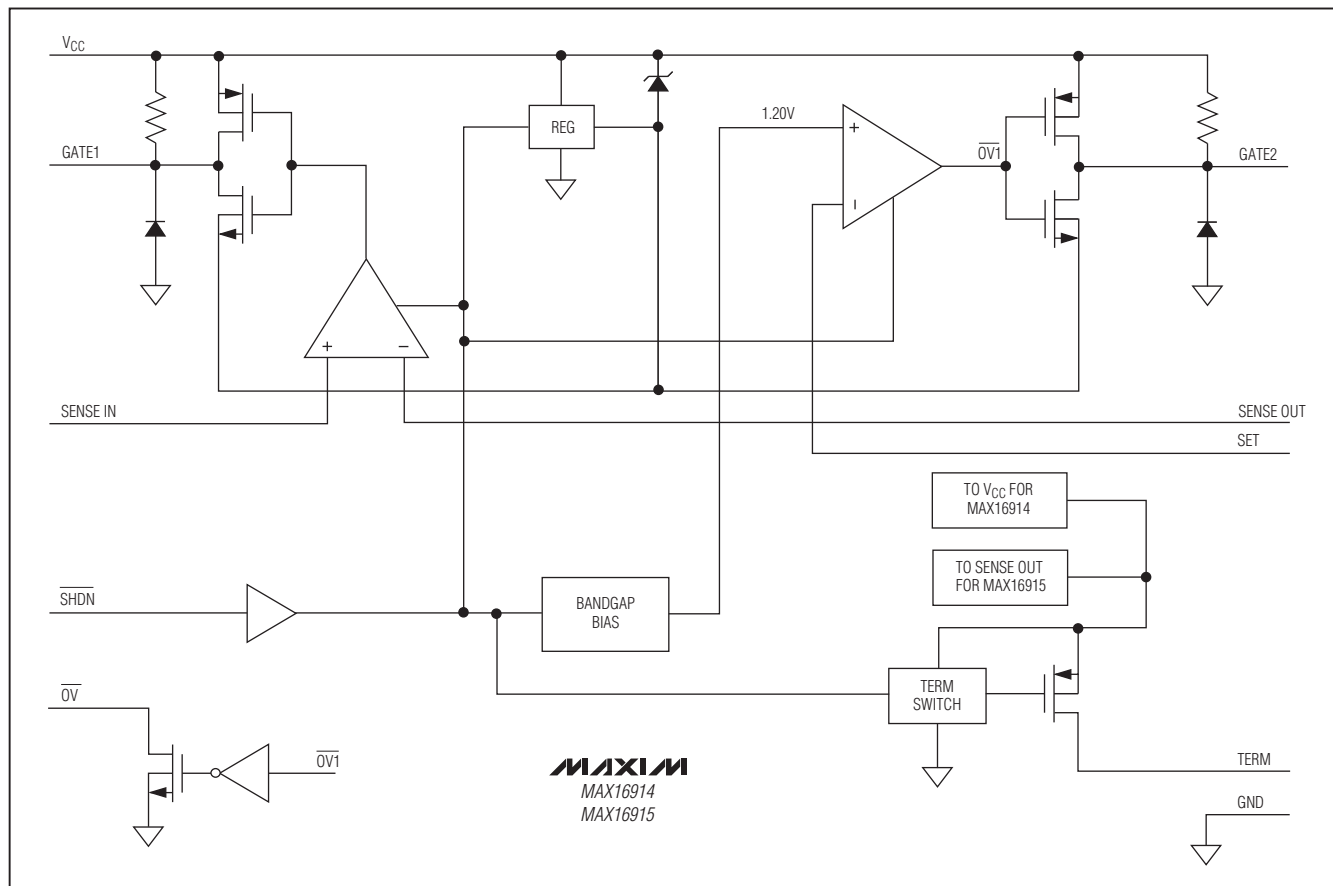 VCC
REG
1.20V
+
−
OV1
GATE1
GATE2
+ −
SENSE IN
SENSE OUT
SET
TO VCC FOR
MAX16914
TO SENSE OUT
FOR MAX16915
SHDN
BANDGAP
BIAS
TERM
SWITCH
OV
OV1
MAXIM
MAX16914
MAX16915
TERM
GND